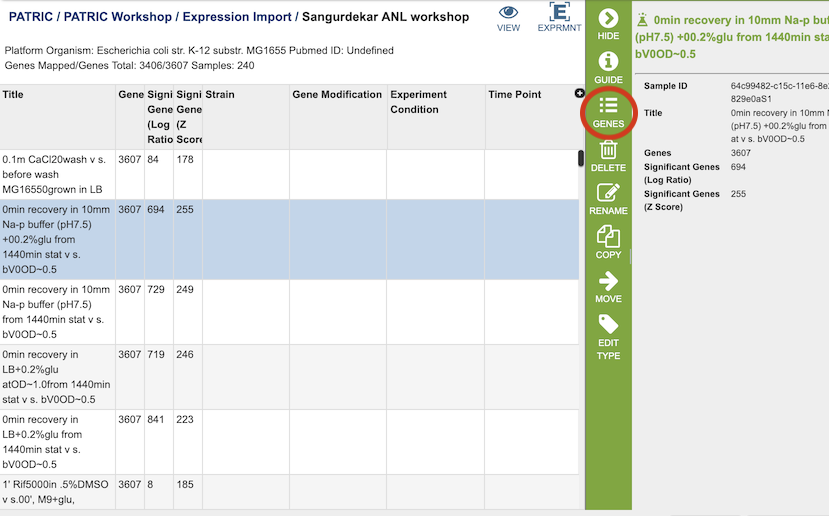 PATRIC / PATRIC Workshop / Expression Import / Sangurdekar ANL workshop
VIEW
EXPRMNT
Platform Organism: Escherichia coli str. K-12 substr. MG1655 Pubmed ID: Undefined
Genes Mapped/Genes Total: 3406/3607 Samples: 240
Title
Gene
Signi
Gene
(Log
Ratio
Signi
Gene
(Z
Score
Strain
Gene Modification
Experiment
Condition
Time Point
0.1m CaCl20wash v s.
before wash
MG16550grown in LB
3607
84
178
0min recovery in 10mm
Na-p buffer (pH7.5)
+00.2%glu from
1440min stat v s.
bV0OD~0.5
3607
694
255
0min recovery in 10mm
Na-p buffer (pH7.5)
from 1440min stat v s.
bV0OD~0.5
3607
729
249
0min recovery in
LB+0.2%glu
atOD~1.0from 1440min
stat v s. bV0OD~0.5
3607
719
246
0min recovery in
LB+0.2%glu from
1440min stat v s.
bV0OD~0.5
3607
841
223
1' Rif5000in .5%DMSO
v s.00', M9+glu,
3607
8
185
HIDE
GUIDE
GENES
DELETE
RENAME
COPY
MOVE
EDIT
TYPE
0min recovery in 10mm Na-p buf
(pH7.5) +00.2%glu from 1440min sta
bV0OD~0.5
Sample ID
64c99482-c15c-11e6-8e
829e0aS1
Title
0min recovery in 10mm
(pH7.5) +00.2%glu from
at v s. bV0OD~0.5
Genes
3607
Significant Genes
(Log Ratio)
694
Significant Genes
(Z Score)
255